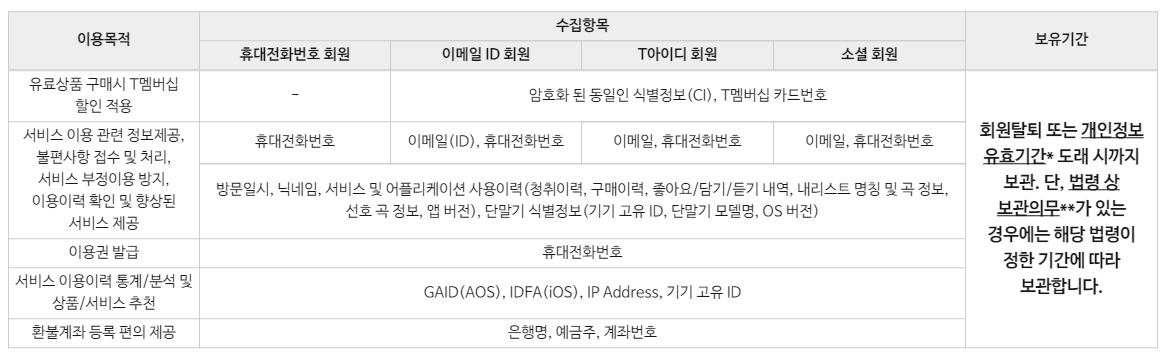 이용목적
수집항목
보유기간
휴대전화번호 회원
이메일 ID 회원
T아이디 회원
소셜 회원
유료상품 구매시 T멤버십
할인 적용
-
암호화 된 동일인 식별정보(CI), T멤버십 카드번호
서비스 이용 관련 정보제공,
불편사항 접수 및 처리,
서비스 부정이용 방지,
이용이력 확인 및 향상된
서비스 제공
휴대전화번호
이메일(ID), 휴대전화번호
이메일, 휴대전화번호
이메일, 휴대전화번호
방문일시, 닉네임, 서비스 및 어플리케이션 사용이력(청취이력, 구매이력, 좋아요/담기/듣기 내역, 내리스트 명칭 및 곡 정보,
선호 곡 정보, 앱 버전), 단말기 식별정보(기기 고유 ID, 단말기 모델명, OS 버전)
이용권 발급
휴대전화번호
서비스 이용이력 통계/분석 및
상품/서비스 추천
GAID(AOS), IDFA(iOS), IP Address, 기기 고유 ID
환불계좌 등록 편의 제공
은행명, 예금주, 계좌번호
회원탈퇴 또는 개인정보
유효기간* 도래 시까지
보관. 단, 법령 상
보관의무**가 있는
경우에는 해당 법령이
정한 기간에 따라
보관합니다.